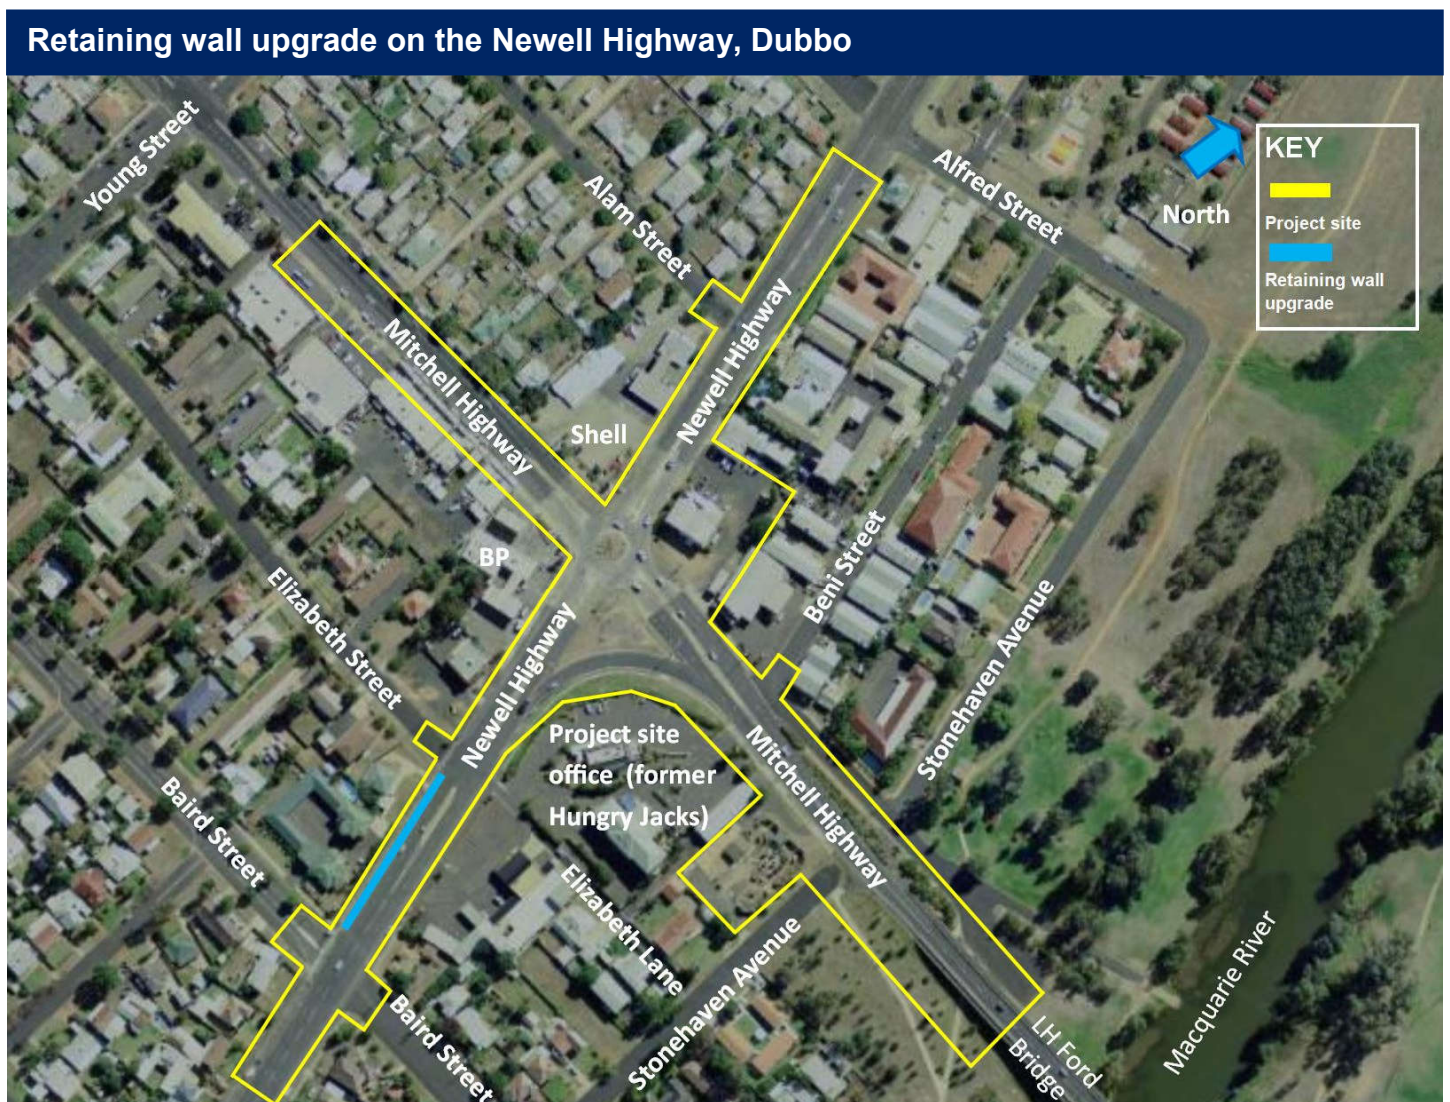 Retaining wall upgrade on the Newell Highway, Dubbo
Young Street
Alam Street
Alfred Street
North
KEY
Project site
Retaining wall
upgrade
Mitchell Highway
Newell Highway
Shell
BP
Beni Street
Elizabeth Street
Newell Highway
Stonehaven Avenue
Project site
office (former
Hungry Jacks)
Mitchell Highway
Baird Street
Elizabeth Lane
Stonehaven Avenue
Baird Street
Macquarie River
LH Ford
Bridge